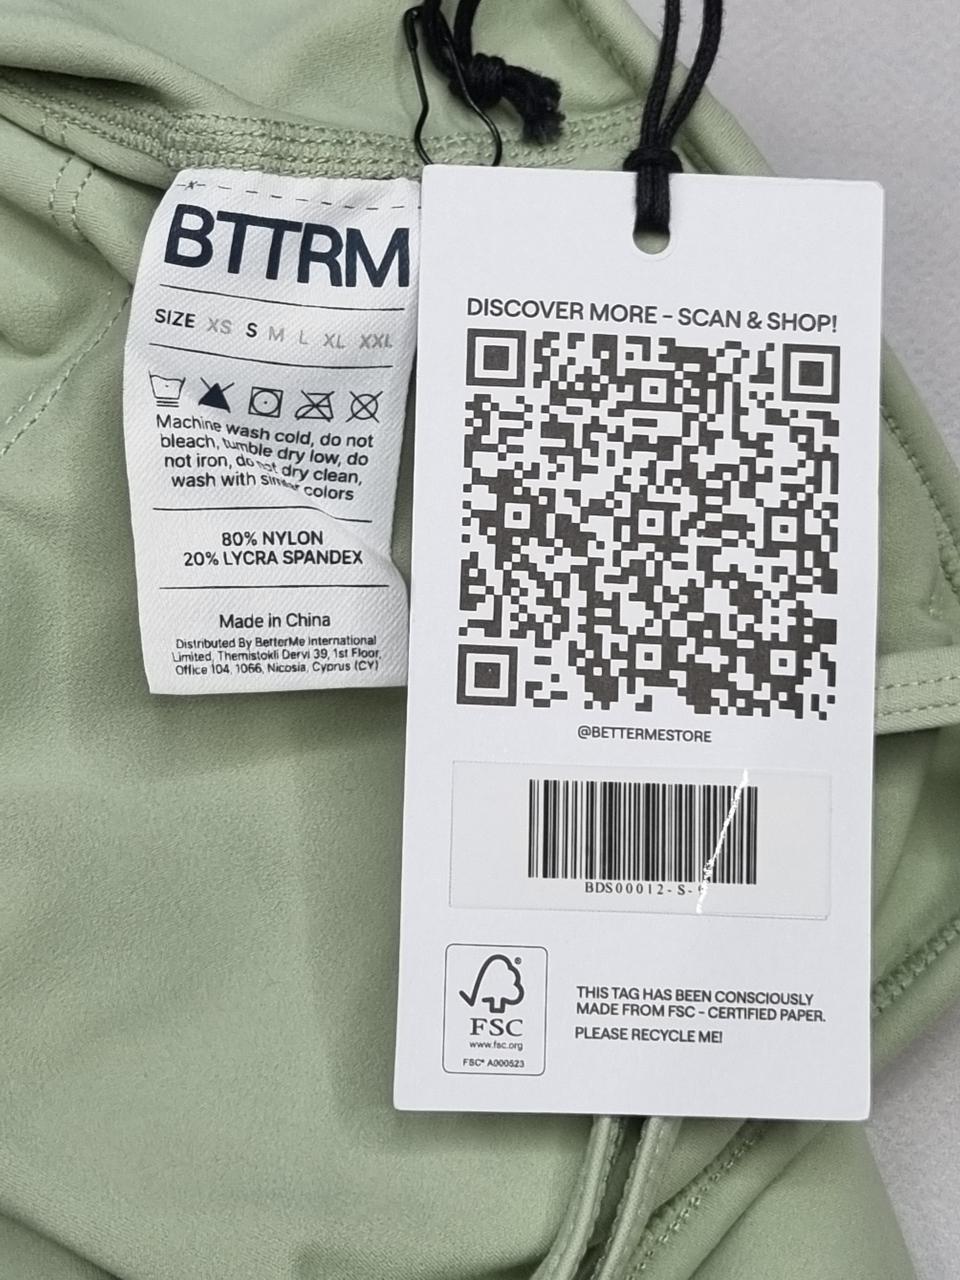 BTTRM
SIZE XS S M L XL XXL
Machine wash cold, do not
bleach, tumble dry low, do
not iron, do not dry clean,
wash with similar colors
80% NYLON
20% LYCRA SPANDEX
Made in China
Distributed By BetterMe International
Limited, Themistokli Dervi 39, 1st Floor,
Office 104, 1066, Nicosia, Cyprus (CY)
DISCOVER MORE – SCAN & SHOP!
@BETTERMESTORE
BDS00012-S-
FSC
www.fsc.org
FSC® A000523
THIS TAG HAS BEEN CONSCIOUSLY
MADE FROM FSC – CERTIFIED PAPER.
PLEASE RECYCLE ME!